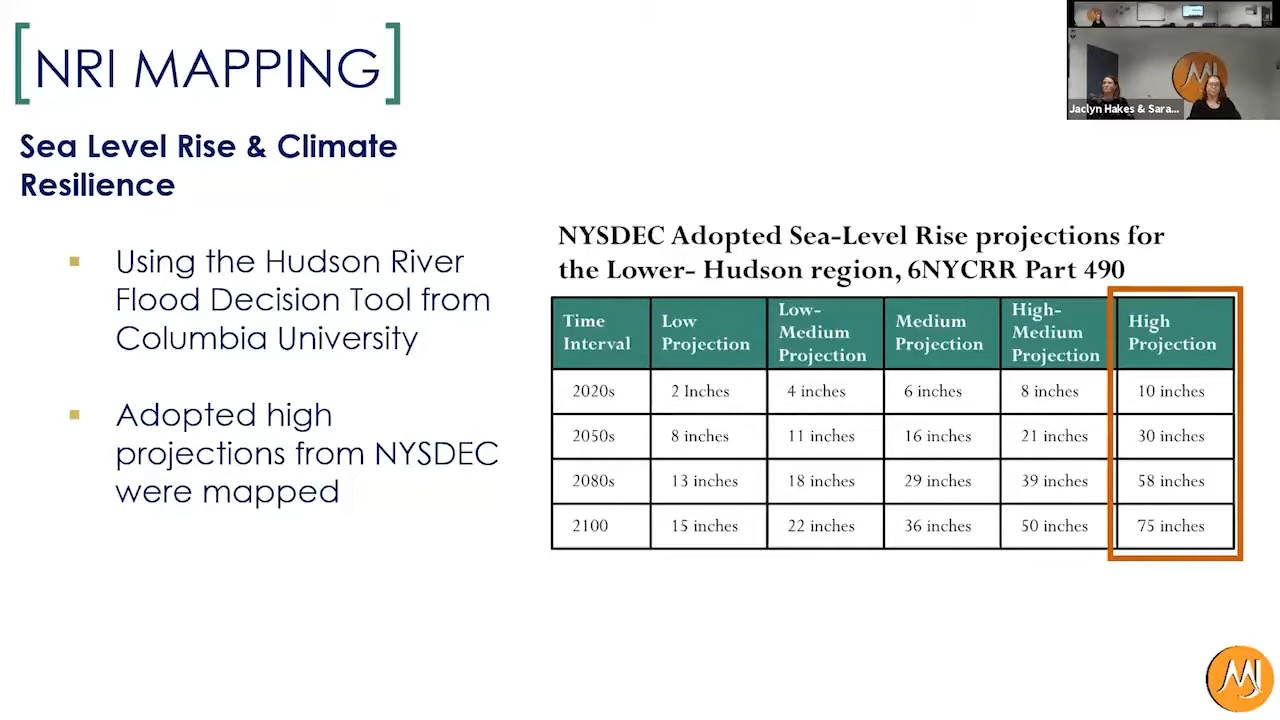 [NRI MAPPING]
Jaclyn Hakes & Sara...
Sea Level Rise & Climate
Resilience
Using the Hudson River
Flood Decision Tool from
Columbia University
Adopted high
projections from NYSDEC
were mapped
NYSDEC Adopted Sea-Level Rise projections for
the Lower- Hudson region, 6NYCRR Part 490
Time Interval Low Projection Low-Medium Projection Medium Projection High-Medium Projection High Projection
2020s 2 Inches 4 inches 6 inches 8 inches 10 inches
2050s 8 inches 11 inches 16 inches 21 inches 30 inches
2080s 13 inches 18 inches 29 inches 39 inches 58 inches
2100 15 inches 22 inches 36 inches 50 inches 75 inches
MJ